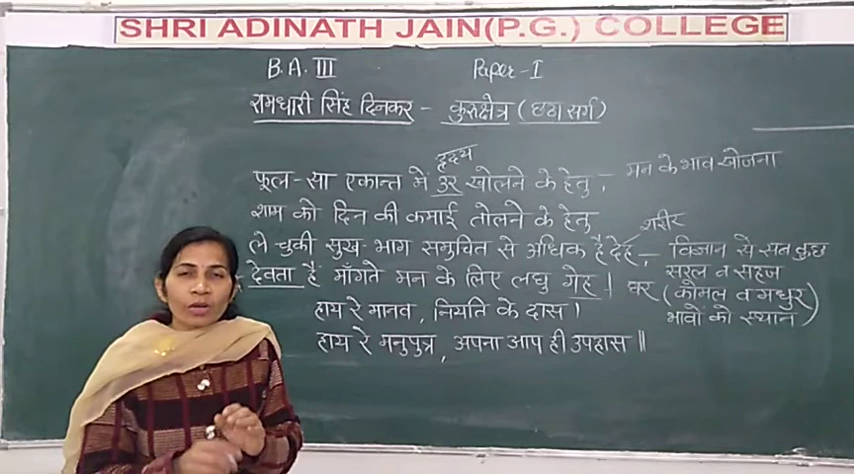 SHRI ADINATH JAIN(P.G.) COLLEGE
B.A. III Paper-I
रामधारी सिंह दिनकर - कुरुक्षेत्र (छठा सर्ग)
हृदय
फूल-सा एकान्त में उर खोलने के हेतु, - मन के भाव खोजना
शाम को दिन की कमाई तोलने के हेतु
शरीर
ले चुकी सुख-भाग समुचित से अधिक है देह, - विज्ञान से सब कुछ
सरल व सहज
देवता हैं माँगते मन के लिए लघु गेह। घर (कोमल व मधुर
भावों को स्थान)
हाय रे मानव, नियति के दास।
हाय रे मनुपुत्र, अपना आप ही उपहास॥